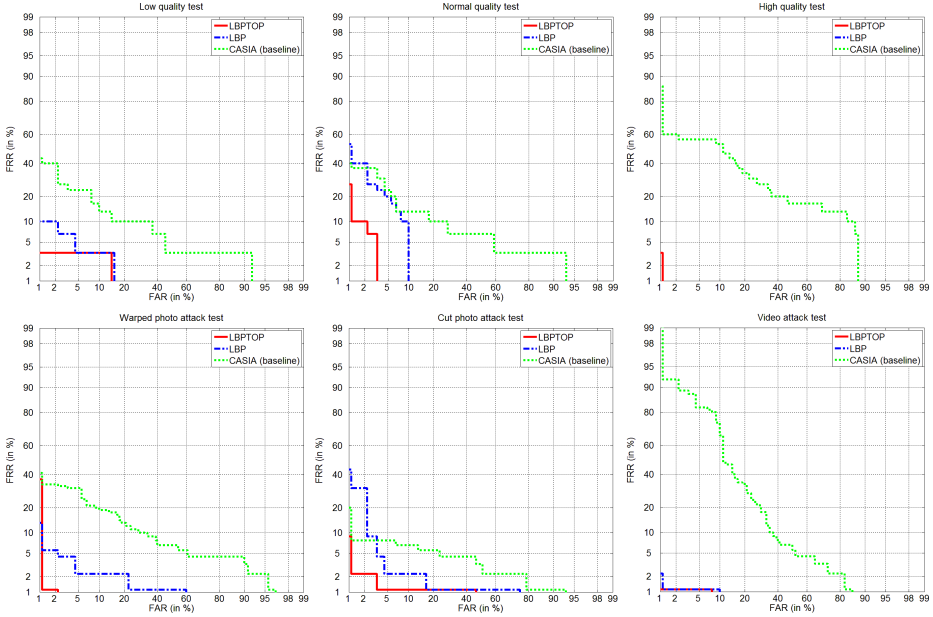 Low quality test
99
98
95
90
80
60
40
20
10
5
2
1
FRR (in %)
LBPTOP
LBP
CASIA (baseline)
1 2 5 10 20 40 60 80 90 95 98 99
FAR (in %)
Normal quality test
99
98
95
90
80
60
40
20
10
5
2
1
FRR (in %)
LBPTOP
LBP
CASIA (baseline)
1 2 5 10 20 40 60 80 90 95 98 99
FAR (in %)
High quality test
99
98
95
90
80
60
40
20
10
5
2
1
FRR (in %)
LBPTOP
LBP
CASIA (baseline)
1 2 5 10 20 40 60 80 90 95 98 99
FAR (in %)
Warped photo attack test
99
98
95
90
80
60
40
20
10
5
2
1
FRR (in %)
LBPTOP
LBP
CASIA (baseline)
1 2 5 10 20 40 60 80 90 95 98 99
FAR (in %)
Cut photo attack test
99
98
95
90
80
60
40
20
10
5
2
1
FRR (in %)
LBPTOP
LBP
CASIA (baseline)
1 2 5 10 20 40 60 80 90 95 98 99
FAR (in %)
Video attack test
99
98
95
90
80
60
40
20
10
5
2
1
FRR (in %)
LBPTOP
LBP
CASIA (baseline)
1 2 5 10 20 40 60 80 90 95 98 99
FAR (in %)